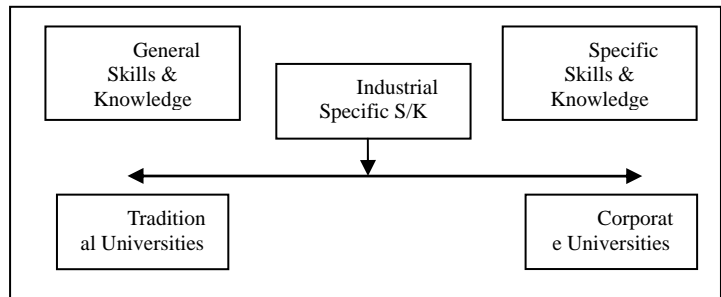 General
Skills &
Knowledge
Specific
Skills &
Knowledge
Industrial
Specific S/K
Tradition
al Universities
Corporat
e Universities